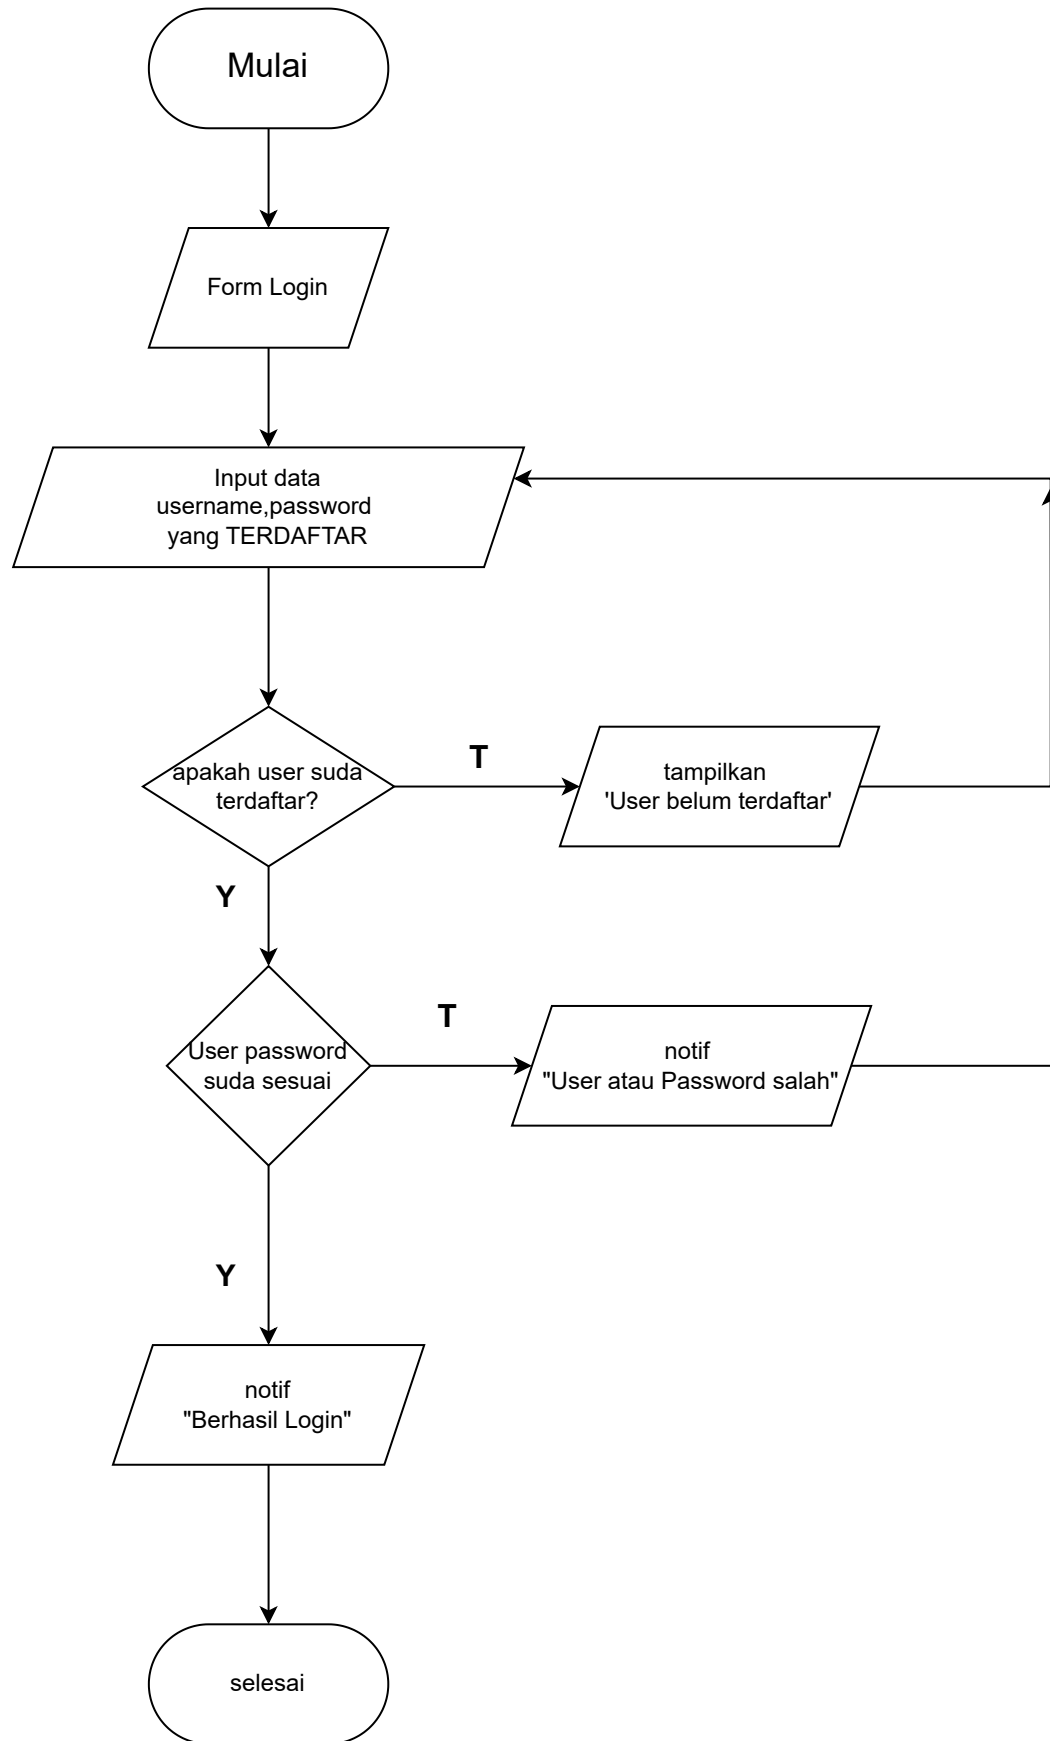 Mulai
Form Login
Input data
username,password
yang TERDAFTAR
apakah user suda
terdaftar?
T
tampilkan
'User belum terdaftar'
Y
User password
suda sesuai
T
notif
"User atau Password salah"
Y
notif
"Berhasil Login"
selesai